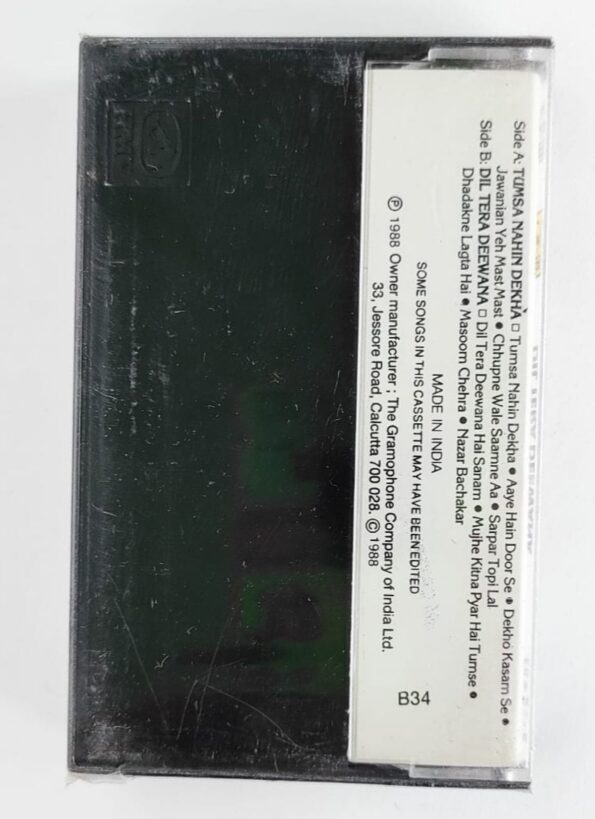 Side A: TUMSA NAHIN DEKHA □ Tumsa Nahin Dekha ● Aaye Hain Door Se ● Dekho Kasam Se ●
Jawanian Yeh Mast Mast ● Chhupne Wale Saamne Aa ● Sarpar Topi Lal
Side B: DIL TERA DEEWANA □ Dil Tera Deewana Hai Sanam ● Mujhe Kitna Pyar Hai Tumse ●
Dhadakne Lagta Hai ● Masoom Chehra ● Nazar Bachakar
MADE IN INDIA
SOME SONGS IN THIS CASSETTE MAY HAVE BEEN EDITED
℗ 1988 Owner manufacturer ; The Gramophone Company of India Ltd.
33, Jessore Road, Calcutta 700 028. © 1988
B34